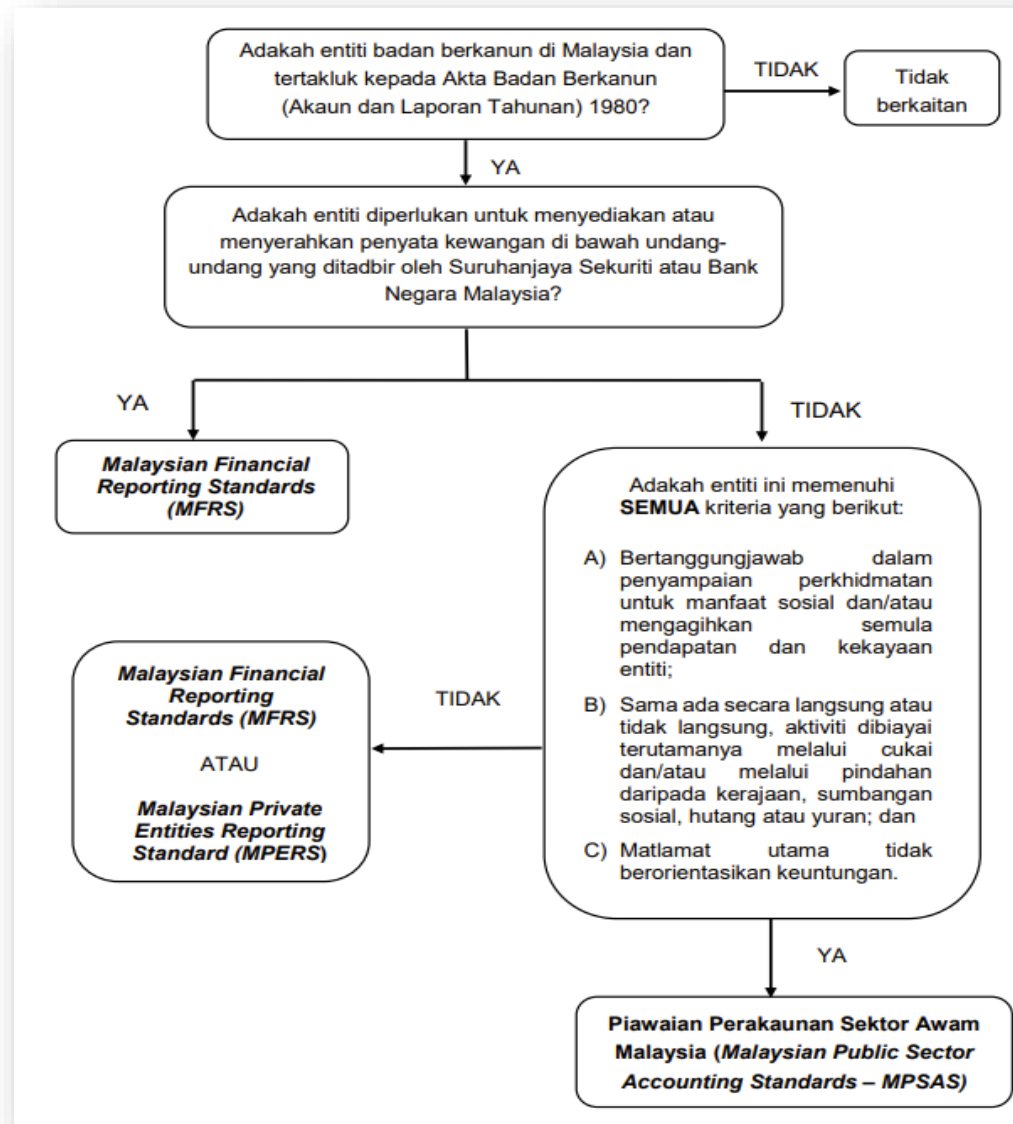 Adakah entiti badan berkanun di Malaysia dan
tertakluk kepada Akta Badan Berkanun
(Akaun dan Laporan Tahunan) 1980?
TIDAK
Tidak
berkaitan
YA
Adakah entiti diperlukan untuk menyediakan atau
menyerahkan penyata kewangan di bawah undang-
undang yang ditadbir oleh Suruhanjaya Sekuriti atau Bank
Negara Malaysia?
YA
TIDAK
Malaysian Financial
Reporting Standards
(MFRS)
Adakah entiti ini memenuhi
SEMUA kriteria yang berikut:
A) Bertanggungjawab dalam
penyampaian perkhidmatan
untuk manfaat sosial dan/atau
mengagihkan semula
pendapatan dan kekayaan
entiti;
B) Sama ada secara langsung atau
tidak langsung, aktiviti dibiayai
terutamanya melalui cukai
dan/atau melalui pindahan
daripada kerajaan, sumbangan
sosial, hutang atau yuran; dan
C) Matlamat utama tidak
berorientasikan keuntungan.
TIDAK
Malaysian Financial
Reporting
Standards (MFRS)
ATAU
Malaysian Private
Entities Reporting
Standard (MPERS)
YA
Piawaian Perakaunan Sektor Awam
Malaysia (Malaysian Public Sector
Accounting Standards – MPSAS)